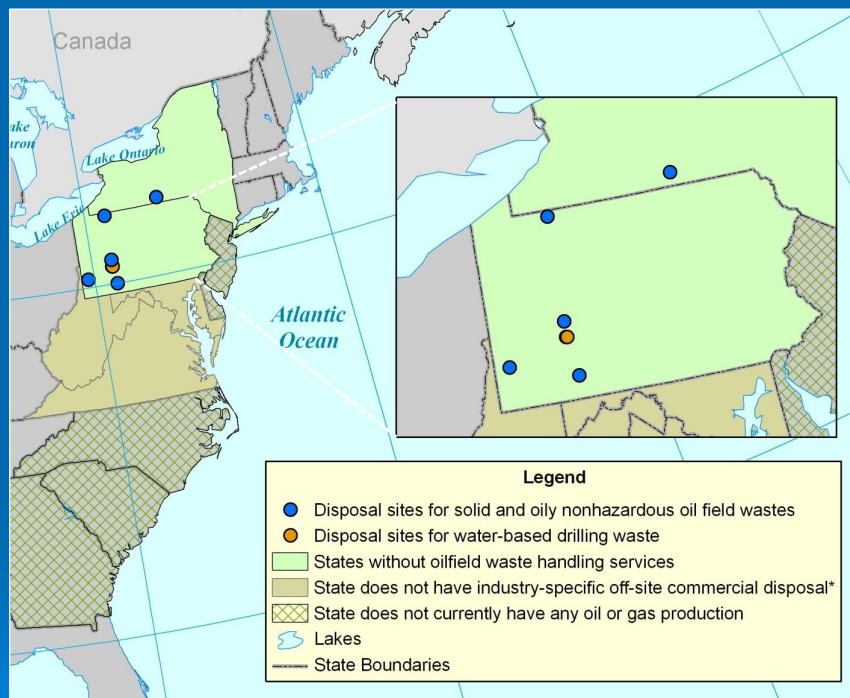 Canada
Lake Ontario
Lake Erie
Atlantic
Ocean
Legend
Disposal sites for solid and oily nonhazardous oil field wastes
Disposal sites for water-based drilling waste
States without oilfield waste handling services
State does not have industry-specific off-site commercial disposal*
State does not currently have any oil or gas production
Lakes
State Boundaries